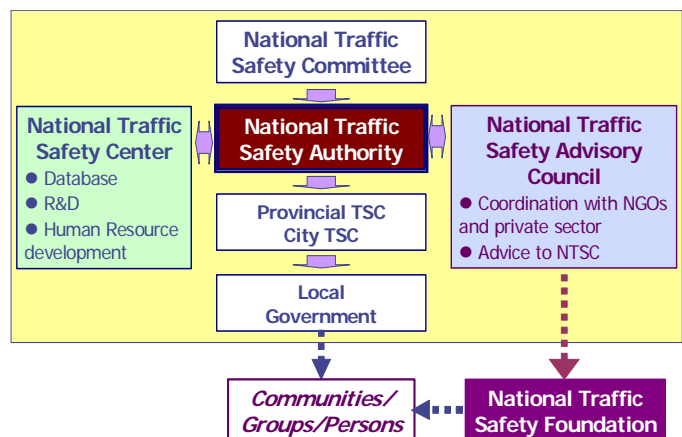 National Traffic
Safety Committee
National Traffic
Safety Center
● Database
● R&D
● Human Resource
development
National Traffic
Safety Authority
National Traffic
Safety Advisory
Council
● Coordination with NGOs
and private sector
● Advice to NTSC
Provincial TSC
City TSC
Local
Government
Communities/
Groups/Persons
National Traffic
Safety Foundation